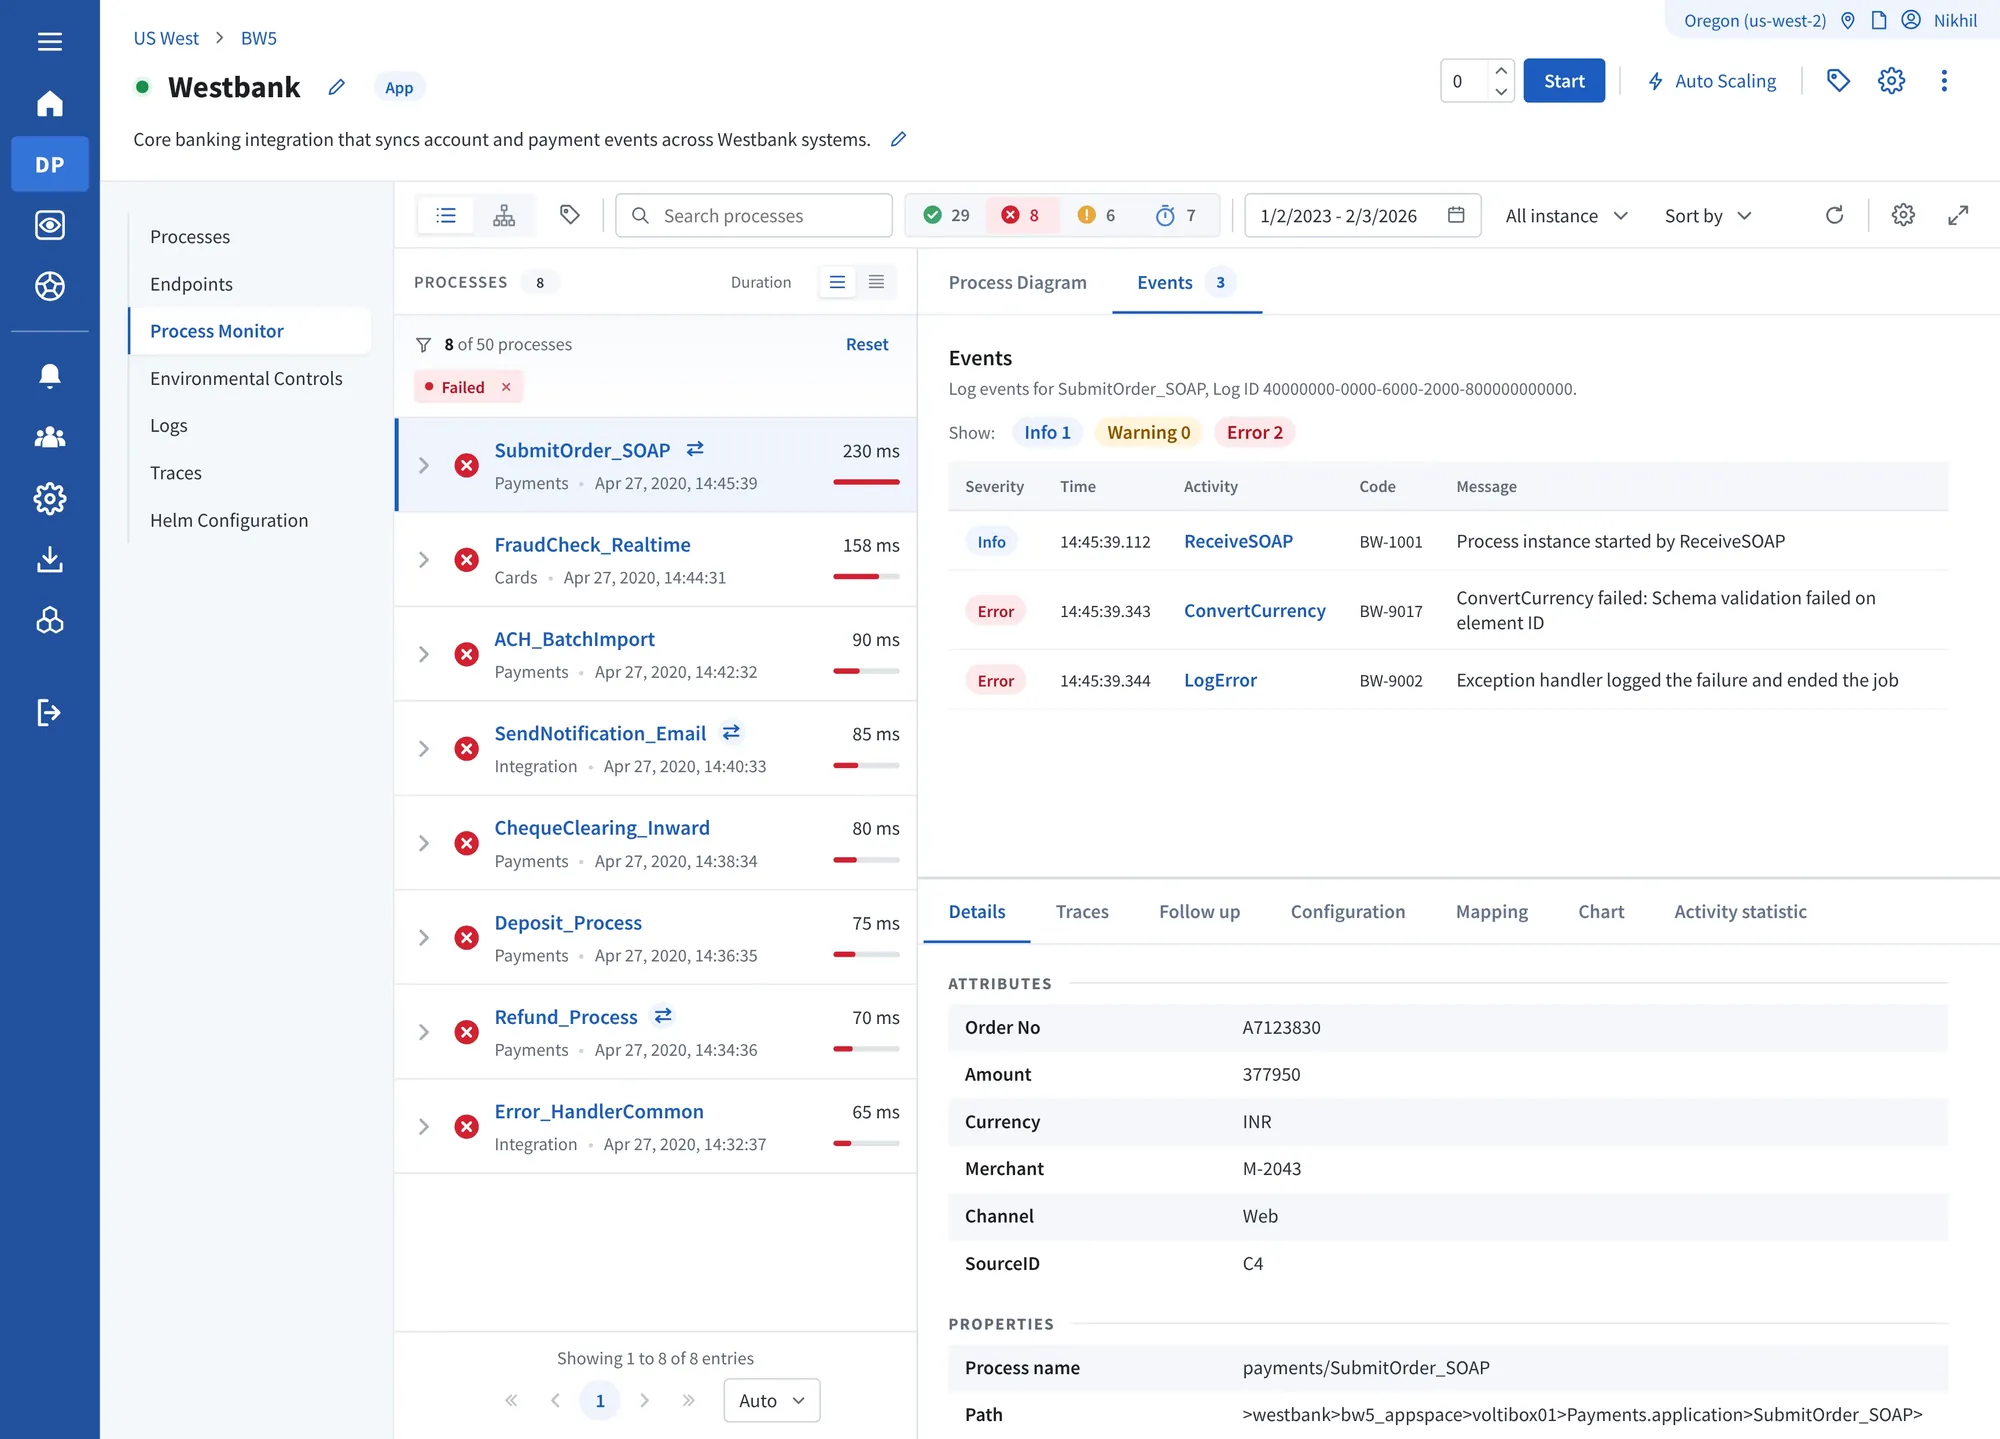 US West > BW5
Oregon (us-west-2) Nikhil
Westbank App
0 Start Auto Scaling
Core banking integration that syncs account and payment events across Westbank systems.
DP
Processes
Endpoints
Process Monitor
Environmental Controls
Logs
Traces
Helm Configuration
Search processes 29 8 6 7 1/2/2023 - 2/3/2026 All instance Sort by
PROCESSES 8 Duration
8 of 50 processes Reset
Failed ×
SubmitOrder_SOAP 230 ms
Payments • Apr 27, 2020, 14:45:39
FraudCheck_Realtime 158 ms
Cards • Apr 27, 2020, 14:44:31
ACH_BatchImport 90 ms
Payments • Apr 27, 2020, 14:42:32
SendNotification_Email 85 ms
Integration • Apr 27, 2020, 14:40:33
ChequeClearing_Inward 80 ms
Payments • Apr 27, 2020, 14:38:34
Deposit_Process 75 ms
Payments • Apr 27, 2020, 14:36:35
Refund_Process 70 ms
Payments • Apr 27, 2020, 14:34:36
Error_HandlerCommon 65 ms
Integration • Apr 27, 2020, 14:32:37
Showing 1 to 8 of 8 entries
« ‹ 1 › » Auto
Process Diagram Events 3
Events
Log events for SubmitOrder_SOAP, Log ID 40000000-0000-6000-2000-800000000000.
Show: Info 1 Warning 0 Error 2
Severity Time Activity Code Message
Info 14:45:39.112 ReceiveSOAP BW-1001 Process instance started by ReceiveSOAP
Error 14:45:39.343 ConvertCurrency BW-9017 ConvertCurrency failed: Schema validation failed on
element ID
Error 14:45:39.344 LogError BW-9002 Exception handler logged the failure and ended the job
Details Traces Follow up Configuration Mapping Chart Activity statistic
ATTRIBUTES
Order No A7123830
Amount 377950
Currency INR
Merchant M-2043
Channel Web
SourceID C4
PROPERTIES
Process name payments/SubmitOrder_SOAP
Path >westbank>bw5_appspace>voltibox01>Payments.application>SubmitOrder_SOAP>